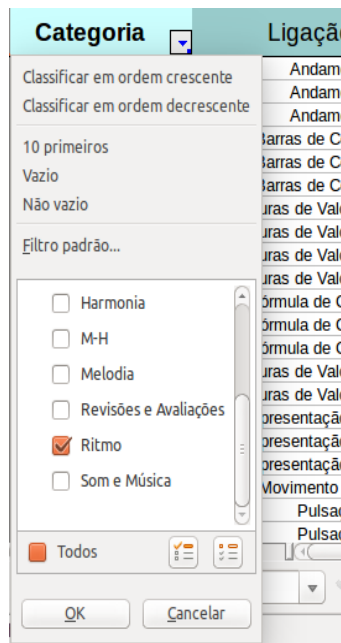 Categoria
Ligaçã
Classificar em ordem crescente
Classificar em ordem decrescente
10 primeiros
Vazio
Não vazio
Filtro padrão...
Harmonia
M-H
Melodia
Revisões e Avaliações
Ritmo
Som e Música
Todos
OK
Cancelar
Andam
Andam
Andam
Barras de C
Barras de C
Barras de C
uras de Val
uras de Val
uras de Val
uras de Val
órmula de C
órmula de C
órmula de C
uras de Val
uras de Val
presentaçã
presentaçã
presentaçã
Movimento
Pulsaç
Pulsaç